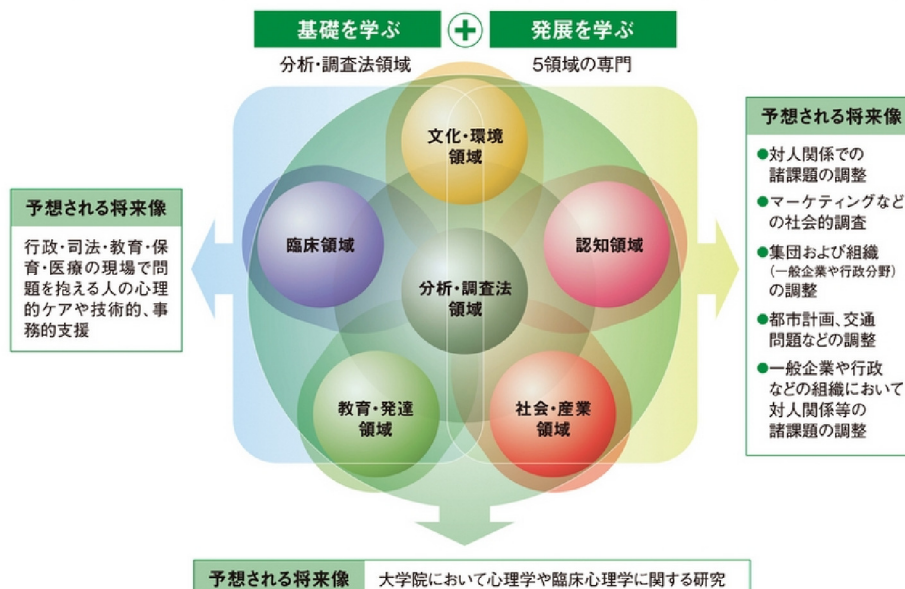 基礎を学ぶ
発展を学ぶ
分析・調査法領域
5領域の専門
文化・環境
領域
臨床領域
認知領域
分析・調査法
領域
教育・発達
領域
社会・産業
領域
予想される将来像
行政・司法・教育・保
育・医療の現場で問
題を抱える人の心理
的ケアや技術的、事
務的支援
予想される将来像
●対人関係での
諸課題の調整
●マーケティングなど
の社会的調査
●集団および組織
（一般企業や行政分野）
の調整
●都市計画、交通
問題などの調整
●一般企業や行政
などの組織において
対人関係等の
諸課題の調整
予想される将来像
大学院において心理学や臨床心理学に関する研究